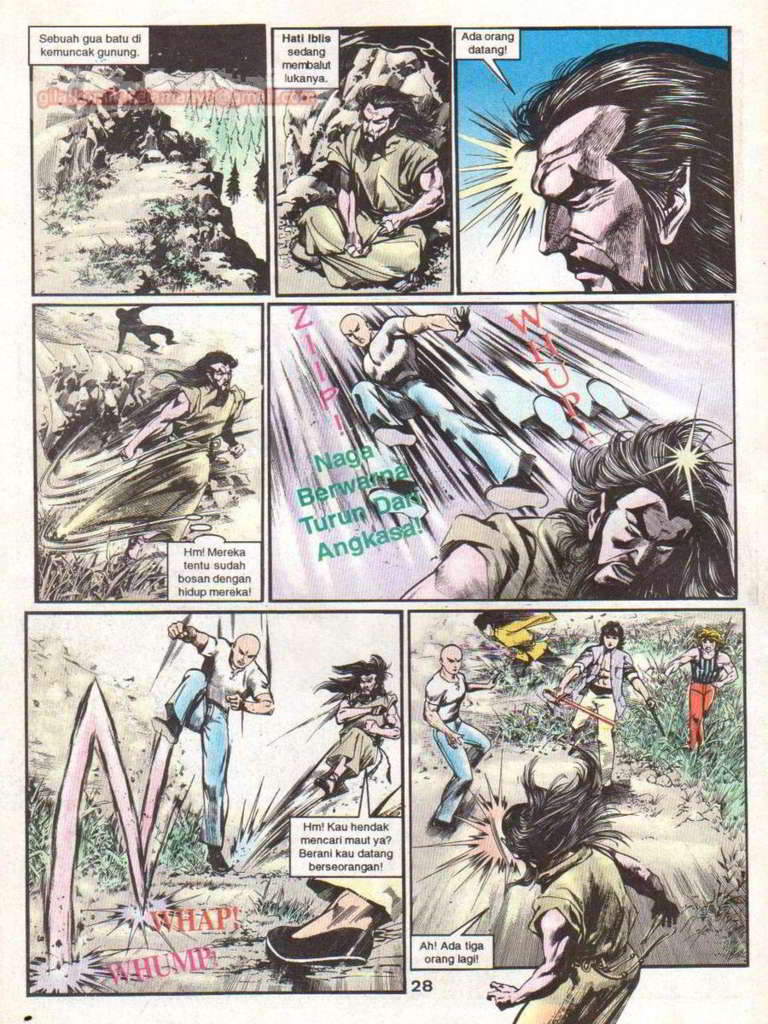 Sebuah gua batu di
kemuncak gunung.
Hati Iblis
sedang
membalut
lukanya.
Ada orang
datang!
Hm! Mereka
tentu sudah
bosan dengan
hidup mereka!
ZIIP!
WHUP!
Naga
Berwarna
Turun Dari
Angkasa!
Hm! Kau hendak
mencari maut ya?
Berani kau datang
berseorangan!
WHAP!
WHUMP!
Ah! Ada tiga
orang lagi!
28